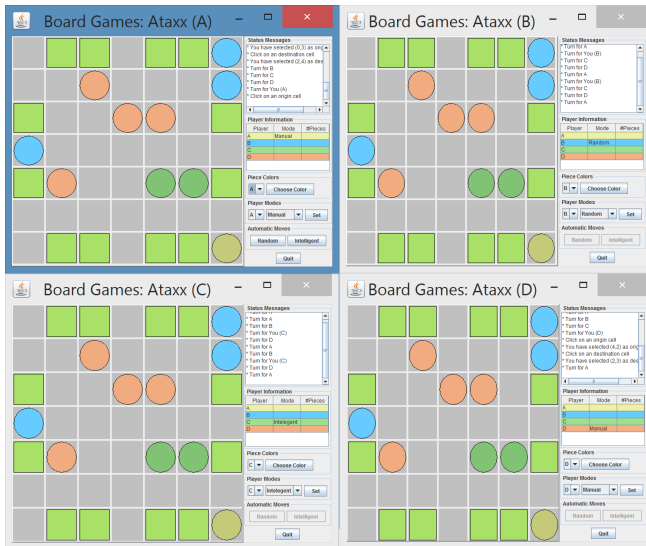 Board Games: Ataxx (A)
Status Messages
* You have selected (0,3) as orig
* Click on an destination cell
* You have selected (2,4) as des
* Turn for B
* Turn for C
* Turn for D
* Turn for You (A)
* Click on an origin cell
Player Information
Player Mode #Pieces
A Manual
B
C
D
Piece Colors
A Choose Color
Player Modes
A Manual Set
Automatic Moves
Random Intelligent
Quit
Board Games: Ataxx (B)
Status Messages
* Turn for A
* Turn for You (B)
* Turn for C
* Turn for D
* Turn for A
* Turn for You (B)
* Turn for C
* Turn for D
* Turn for A
Player Information
Player Mode #Pieces
A
B Random
C
D
Piece Colors
B Choose Color
Player Modes
B Random Set
Automatic Moves
Random Intelligent
Quit
Board Games: Ataxx (C)
Status Messages
* Turn for A
* Turn for B
* Turn for You (C)
* Turn for D
* Turn for A
* Turn for B
* Turn for You (C)
* Turn for D
* Turn for A
Player Information
Player Mode #Pieces
A
B
C Intelegent
D
Piece Colors
C Choose Color
Player Modes
C Intelegent Set
Automatic Moves
Random Intelligent
Quit
Board Games: Ataxx (D)
Status Messages
* Turn for B
* Turn for C
* Turn for You (D)
* Click on an origin cell
* You have selected (4,2) as orig
* Click on an destination cell
* You have selected (2,3) as des
* Turn for A
Player Information
Player Mode #Pieces
A
B
C
D Manual
Piece Colors
D Choose Color
Player Modes
D Manual Set
Automatic Moves
Random Intelligent
Quit